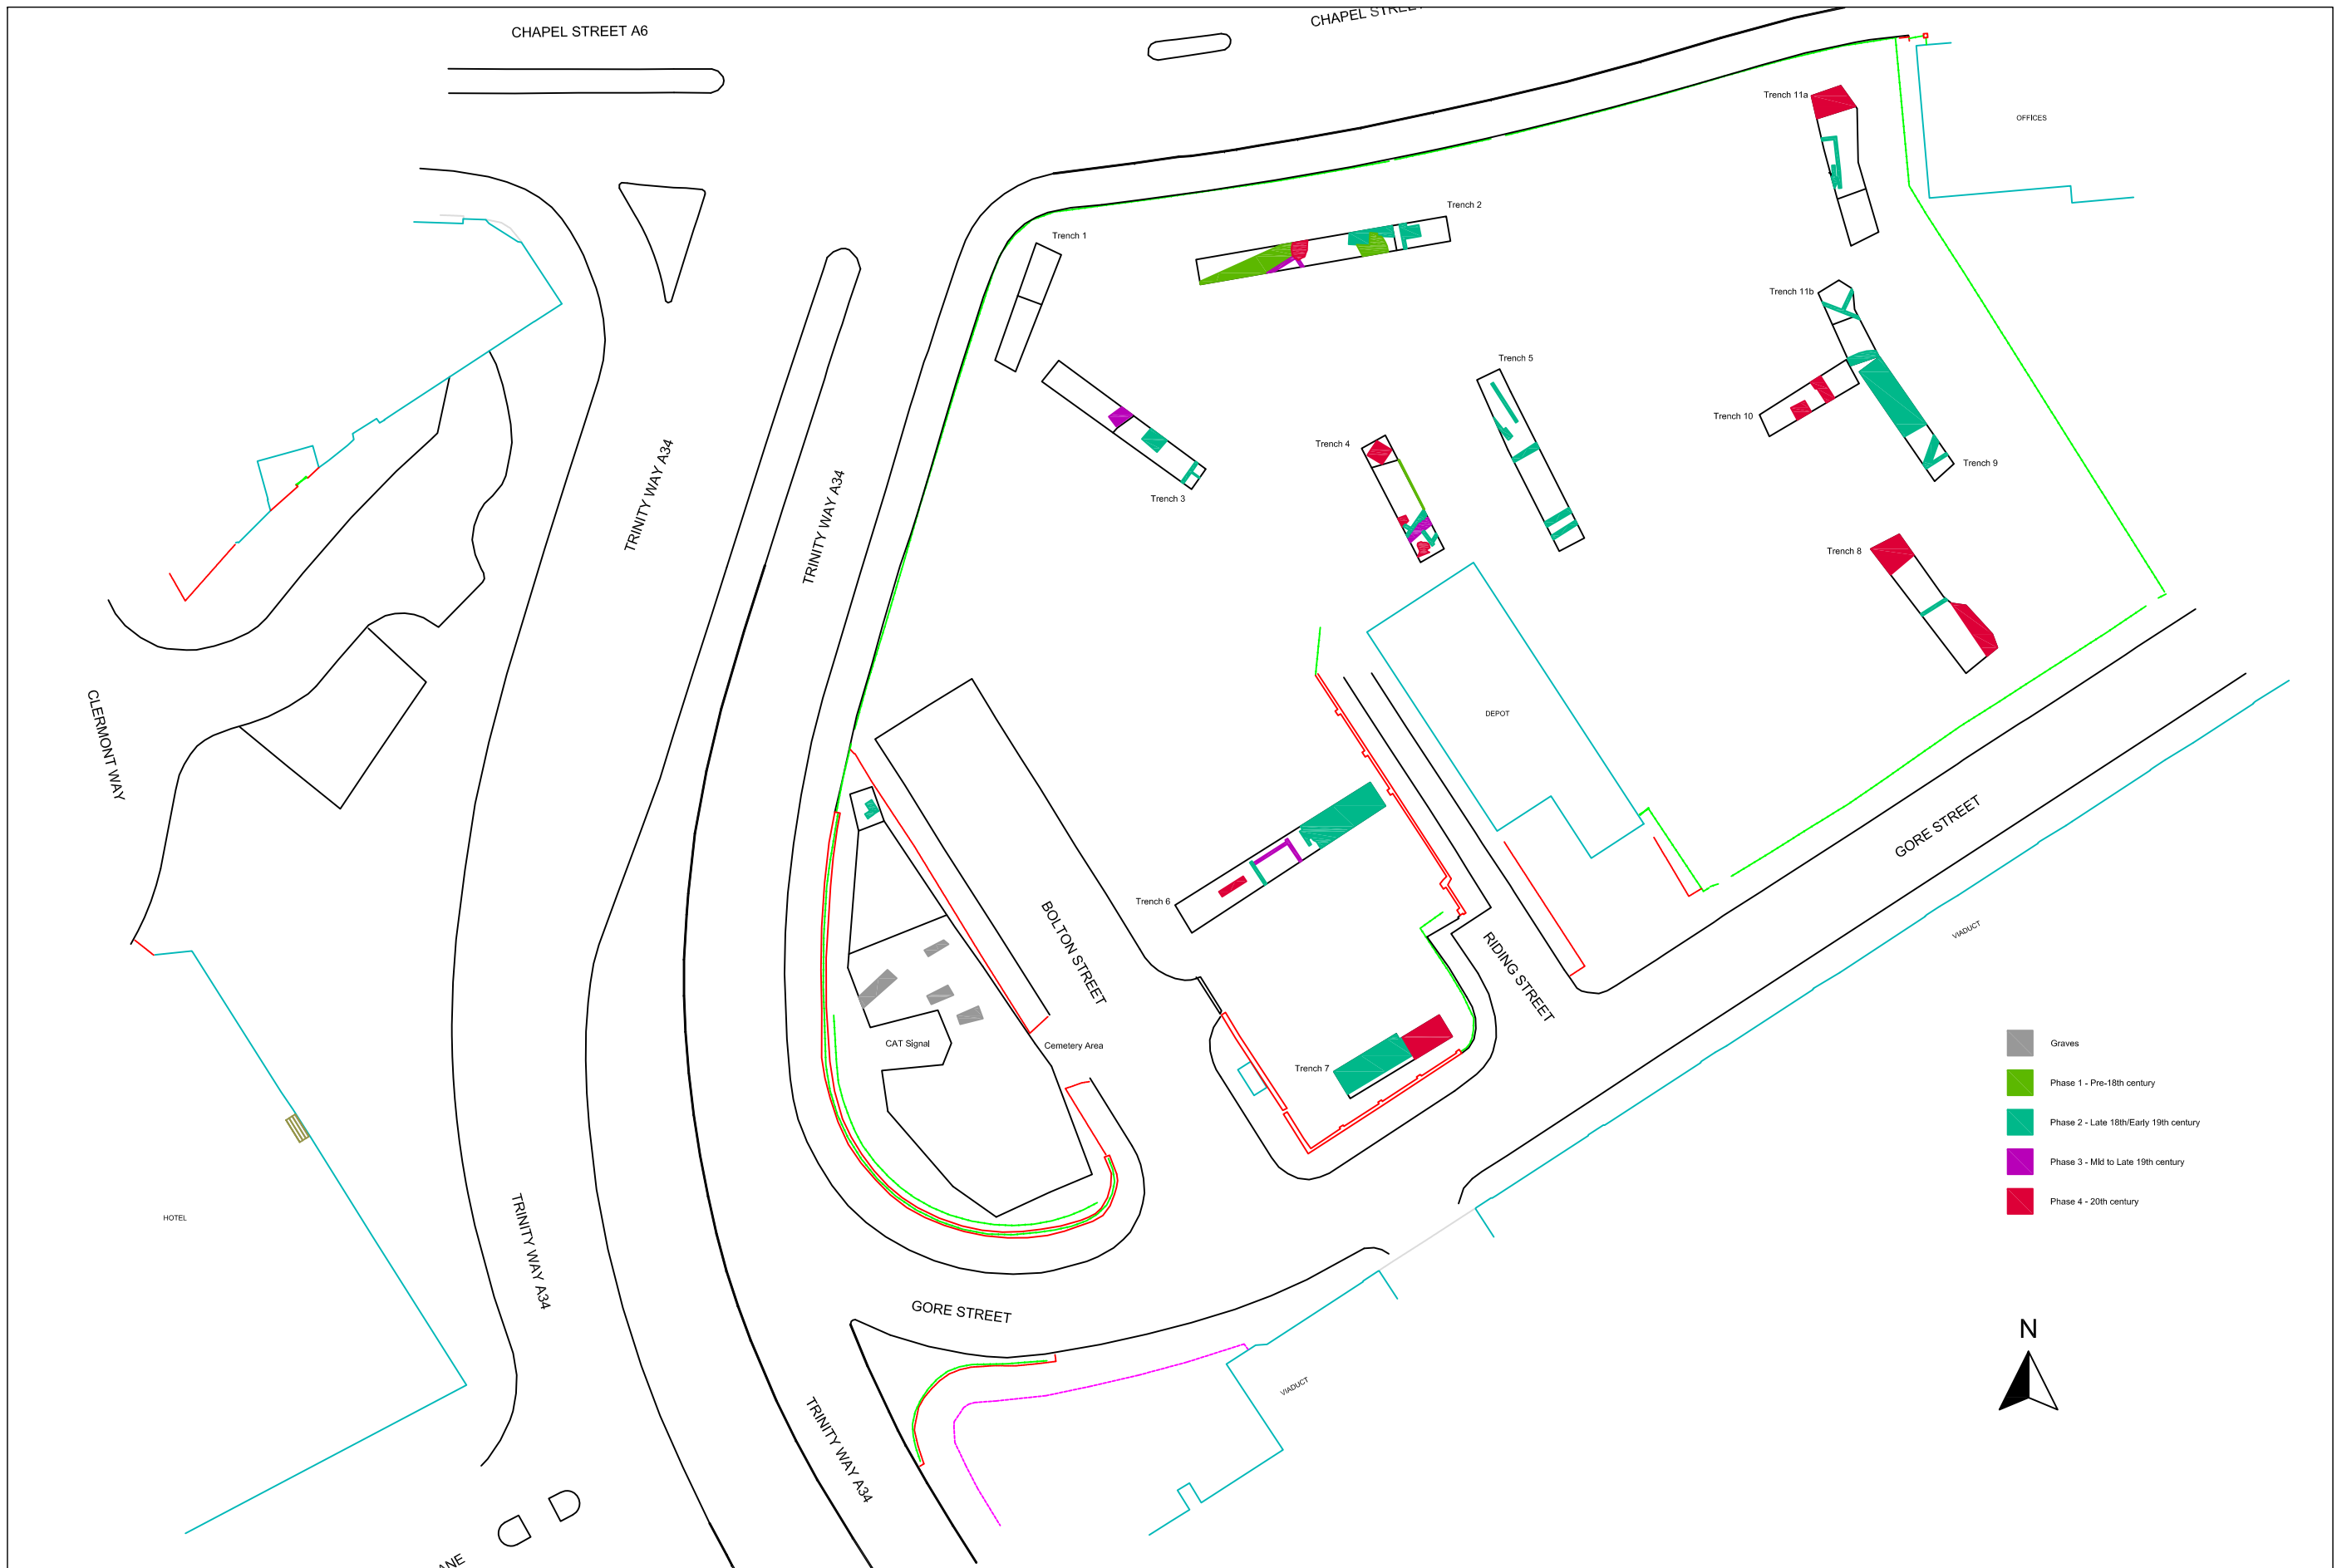 CHAPEL STREET A6
CHAPEL STREET
Trench 11a
OFFICES
Trench 2
Trench 1
Trench 11b
Trench 5
Trench 10
Trench 4
Trench 9
Trench 3
TRINITY WAY A34
TRINITY WAY A34
Trench 8
CLERMONT WAY
DEPOT
GORE STREET
Trench 6
BOLTON STREET
VIADUCT
RIDING STREET
CAT Signal
Cemetery Area
Trench 7
Graves
Phase 1 - Pre-18th century
Phase 2 - Late 18th/Early 19th century
Phase 3 - MId to Late 19th century
Phase 4 - 20th century
HOTEL
TRINITY WAY A34
GORE STREET
N
VIADUCT
TRINITY WAY A34
ANE